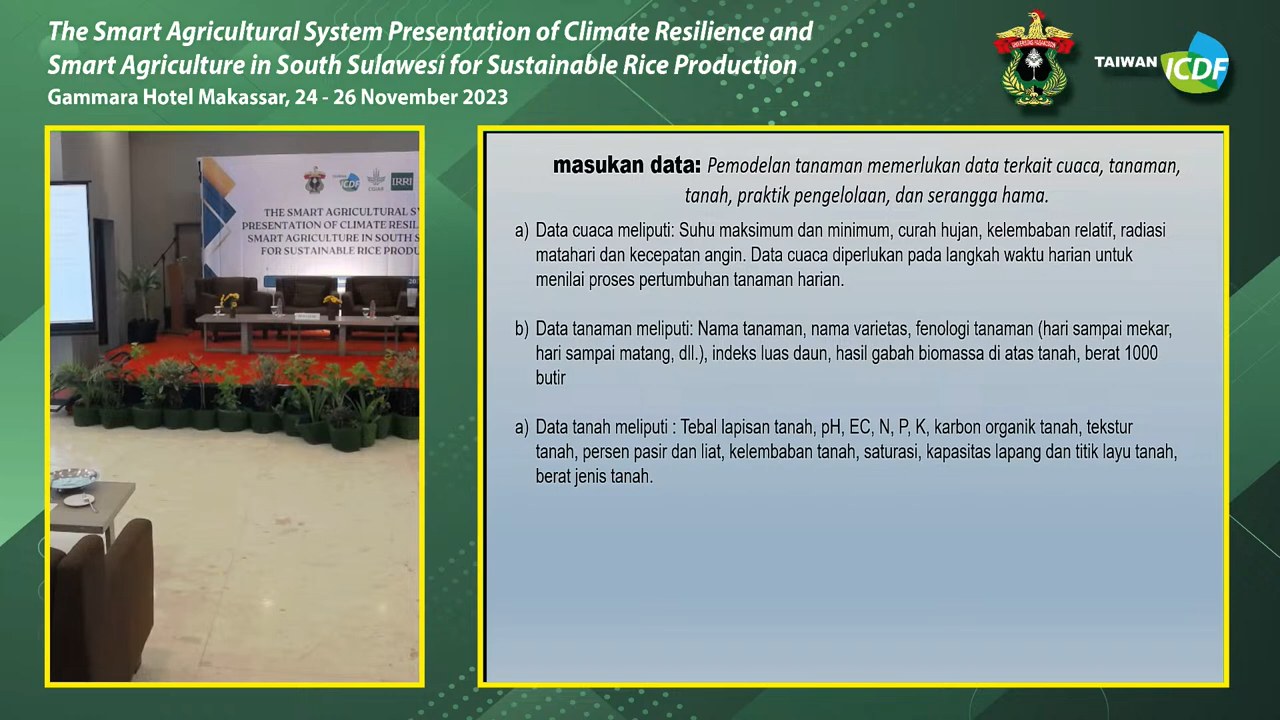 The Smart Agricultural System Presentation of Climate Resilience and
Smart Agriculture in South Sulawesi for Sustainable Rice Production
Gammara Hotel Makassar, 24 - 26 November 2023
TAIWAN ICDF
ICDF
CGIAR
IRRI
THE SMART AGRICULTURAL SY
PRESENTATION OF CLIMATE RESIL
SMART AGRICULTURE IN SOUTH S
FOR SUSTAINABLE RICE PRODU
masukan data: Pemodelan tanaman memerlukan data terkait cuaca, tanaman,
tanah, praktik pengelolaan, dan serangga hama.
a) Data cuaca meliputi: Suhu maksimum dan minimum, curah hujan, kelembaban relatif, radiasi
matahari dan kecepatan angin. Data cuaca diperlukan pada langkah waktu harian untuk
menilai proses pertumbuhan tanaman harian.
b) Data tanaman meliputi: Nama tanaman, nama varietas, fenologi tanaman (hari sampai mekar,
hari sampai matang, dll.), indeks luas daun, hasil gabah biomassa di atas tanah, berat 1000
butir
a) Data tanah meliputi : Tebal lapisan tanah, pH, EC, N, P, K, karbon organik tanah, tekstur
tanah, persen pasir dan liat, kelembaban tanah, saturasi, kapasitas lapang dan titik layu tanah,
berat jenis tanah.